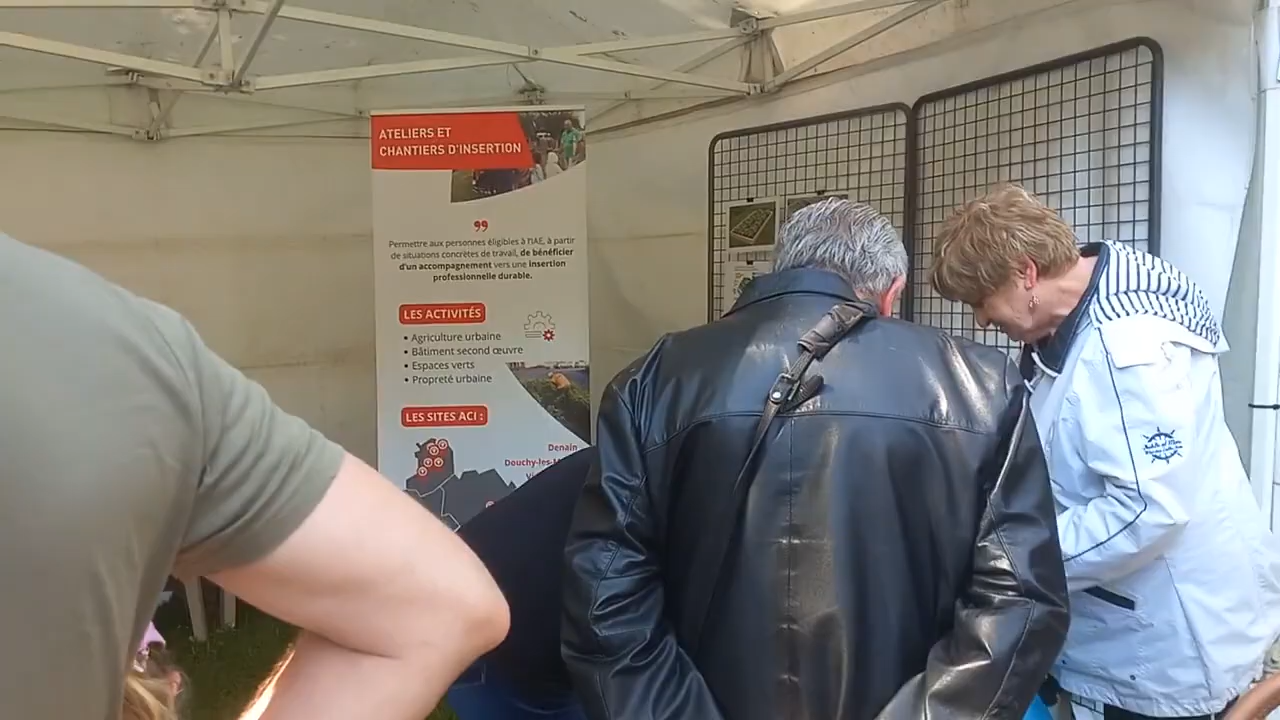 ATELIERS ET
CHANTIERS D'INSERTION
Permettre aux personnes éligibles à l'IAE, à partir
de situations concrètes de travail, de bénéficier
d'un accompagnement vers une insertion
professionnelle durable.
LES ACTIVITÉS
• Agriculture urbaine
• Bâtiment second œuvre
• Espaces verts
• Propreté urbaine
LES SITES ACI :
Denain
Douchy-les-